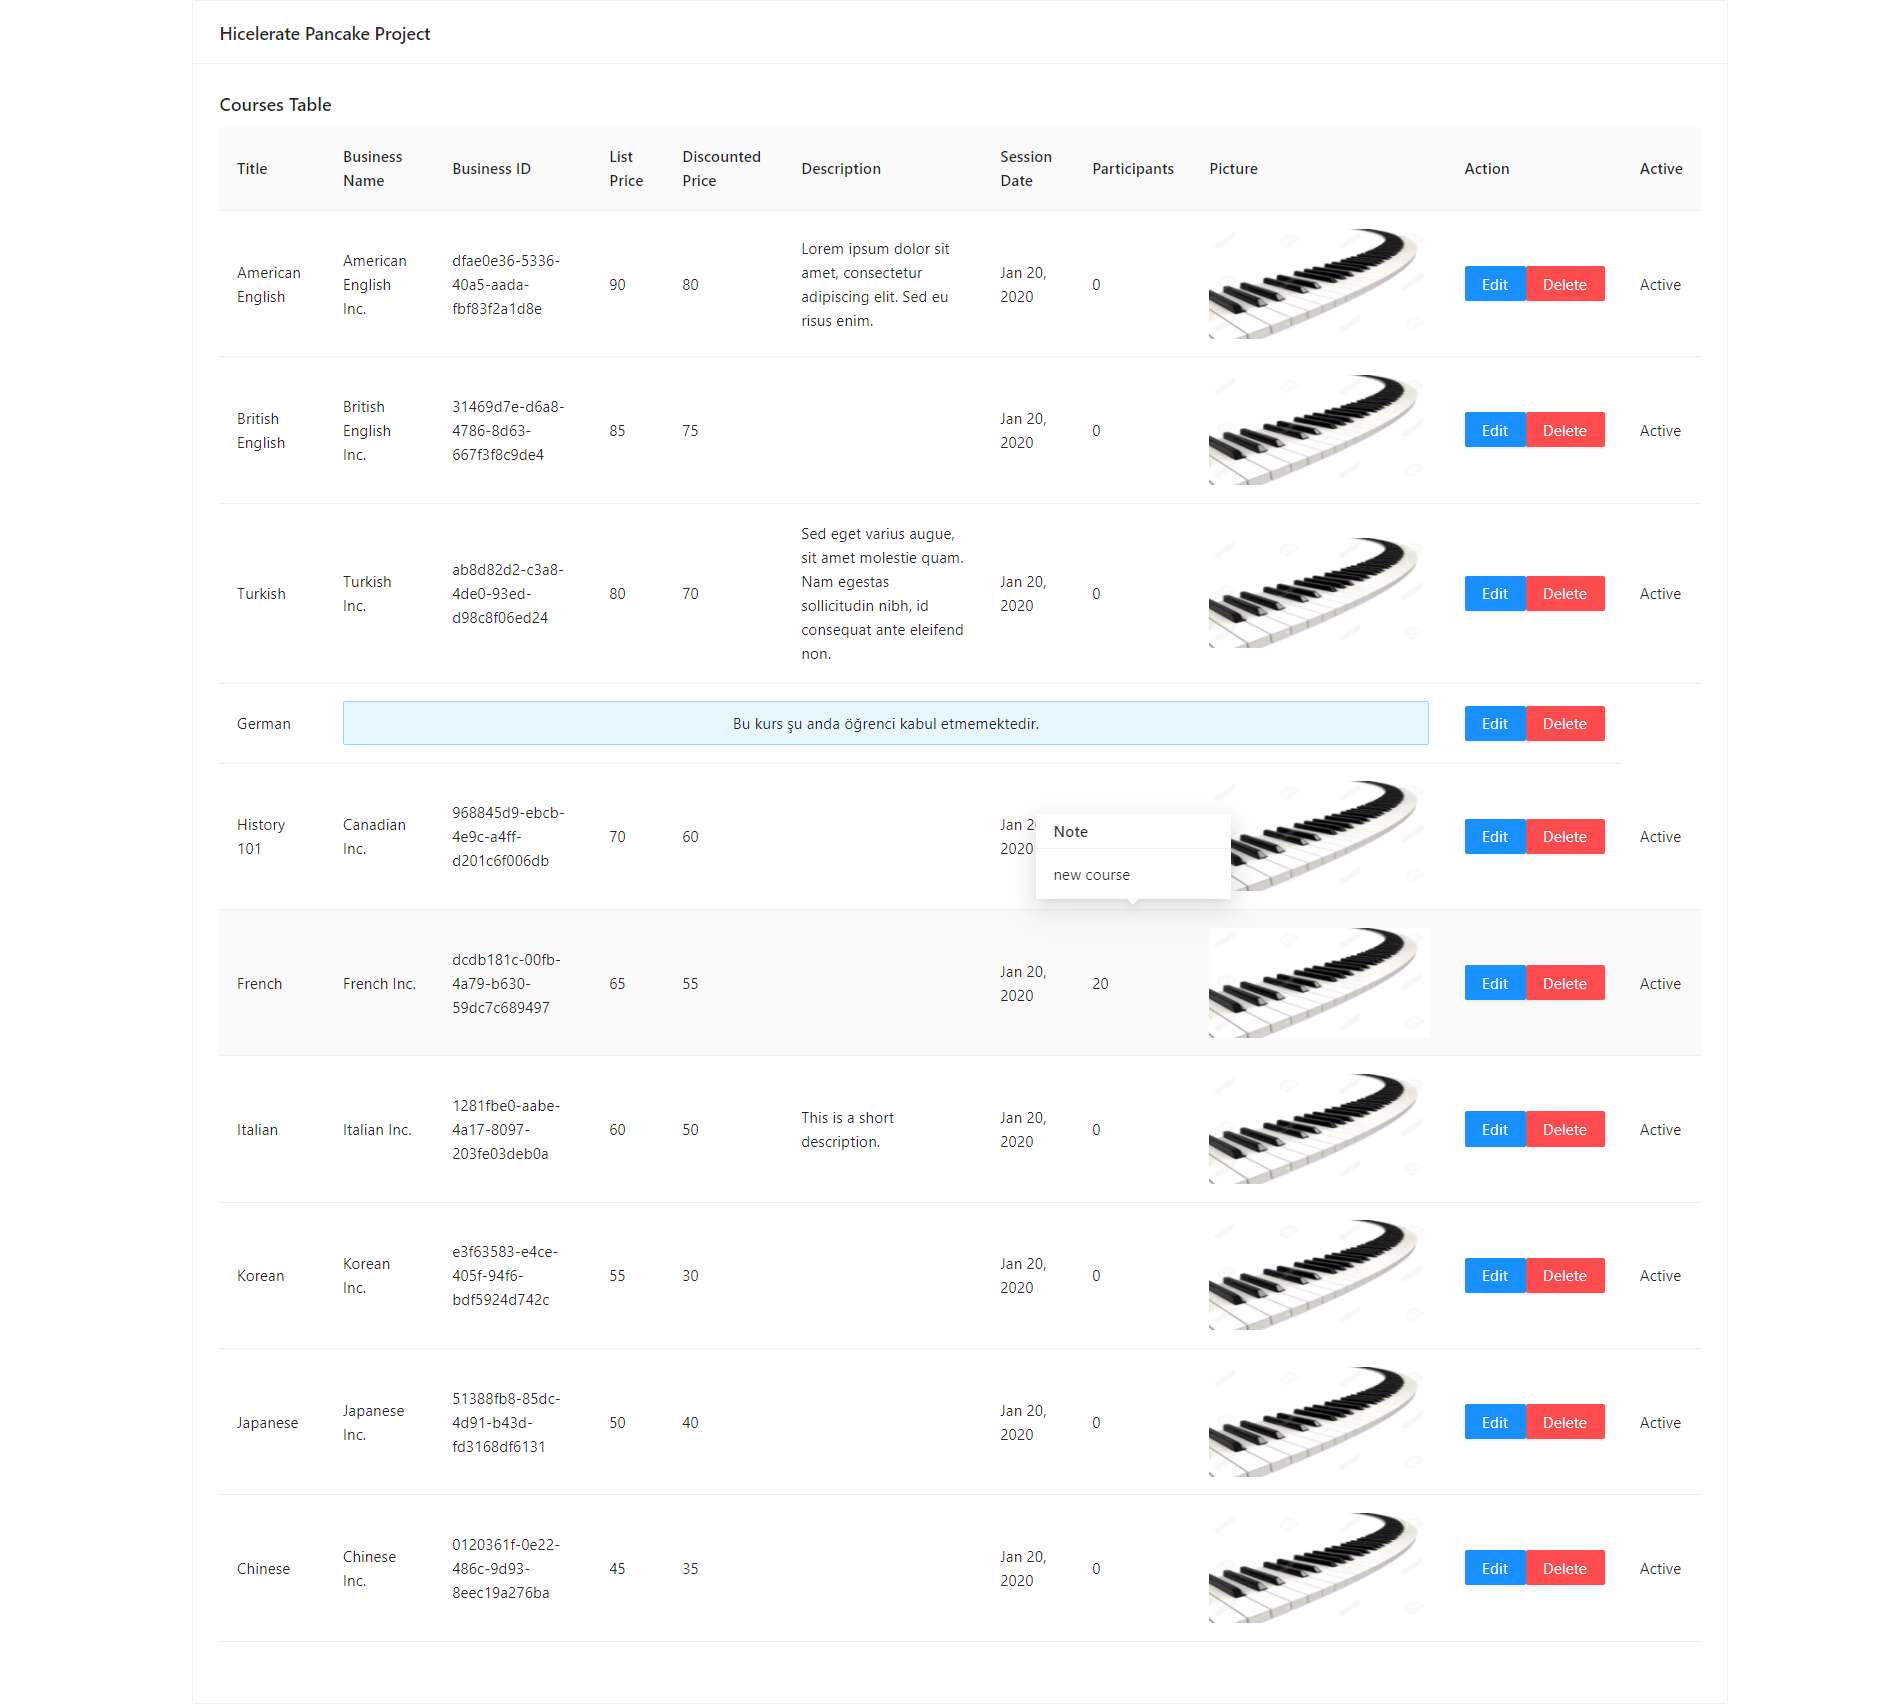 Hicelerate Pancake Project
Courses Table
Title
Business
Name
Business ID
List
Price
Discounted
Price
Description
Session
Date
Participants
Picture
Action
Active
American
English
American
English
Inc.
dfae0e36-5336-
40a5-aada-
fbf83f2a1d8e
90
80
Lorem ipsum dolor sit
amet, consectetur
adipiscing elit. Sed eu
risus enim.
Jan 20,
2020
0
Edit
Delete
Active
British
English
British
English
Inc.
31469d7e-d6a8-
4786-8d63-
667f3f8c9de4
85
75
Jan 20,
2020
0
Edit
Delete
Active
Turkish
Turkish
Inc.
ab8d82d2-c3a8-
4de0-93ed-
d98c8f06ed24
80
70
Sed eget varius augue,
sit amet molestie quam.
Nam egestas
sollicitudin nibh, id
consequat ante eleifend
non.
Jan 20,
2020
0
Edit
Delete
Active
German
Bu kurs şu anda öğrenci kabul etmemektedir.
Edit
Delete
History
101
Canadian
Inc.
968845d9-ebcb-
4e9c-a4ff-
d201c6f006db
70
60
Jan 2
2020
Note
new course
Edit
Delete
Active
French
French Inc.
dcdb181c-00fb-
4a79-b630-
59dc7c689497
65
55
Jan 20,
2020
20
Edit
Delete
Active
Italian
Italian Inc.
1281fbe0-aabe-
4a17-8097-
203fe03deb0a
60
50
This is a short
description.
Jan 20,
2020
0
Edit
Delete
Active
Korean
Korean
Inc.
e3f63583-e4ce-
405f-94f6-
bdf5924d742c
55
30
Jan 20,
2020
0
Edit
Delete
Active
Japanese
Japanese
Inc.
51388fb8-85dc-
4d91-b43d-
fd3168df6131
50
40
Jan 20,
2020
0
Edit
Delete
Active
Chinese
Chinese
Inc.
0120361f-0e22-
486c-9d93-
8eec19a276ba
45
35
Jan 20,
2020
0
Edit
Delete
Active